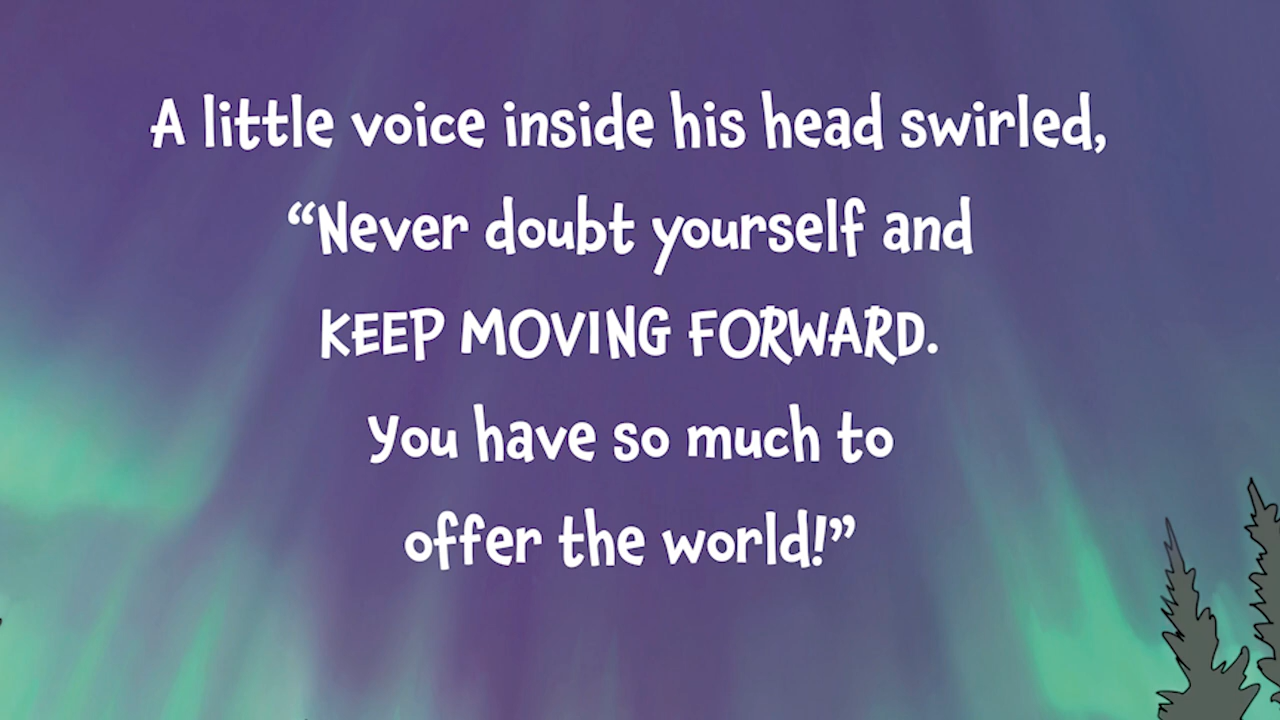 A little voice inside his head swirled,
“Never doubt yourself and
KEEP MOVING FORWARD.
You have so much to
offer the world!”